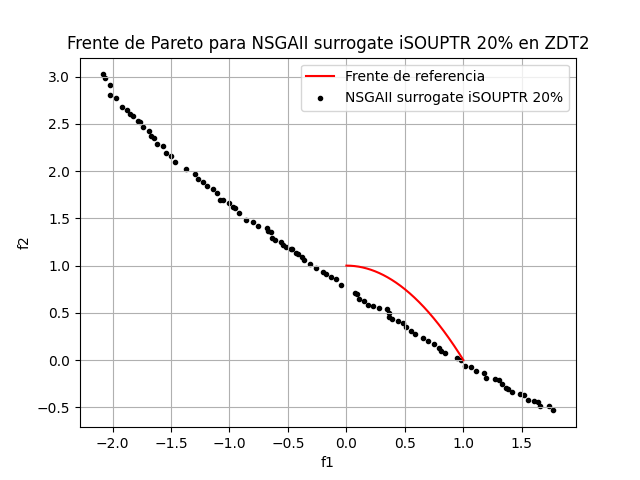 Frente de Pareto para NSGAII surrogate iSOUPTR 20% en ZDT2
Frente de referencia
NSGAII surrogate iSOUPTR 20%
3.0
2.5
2.0
1.5
1.0
0.5
0.0
−0.5
f2
−2.0 −1.5 −1.0 −0.5 0.0 0.5 1.0 1.5
f1